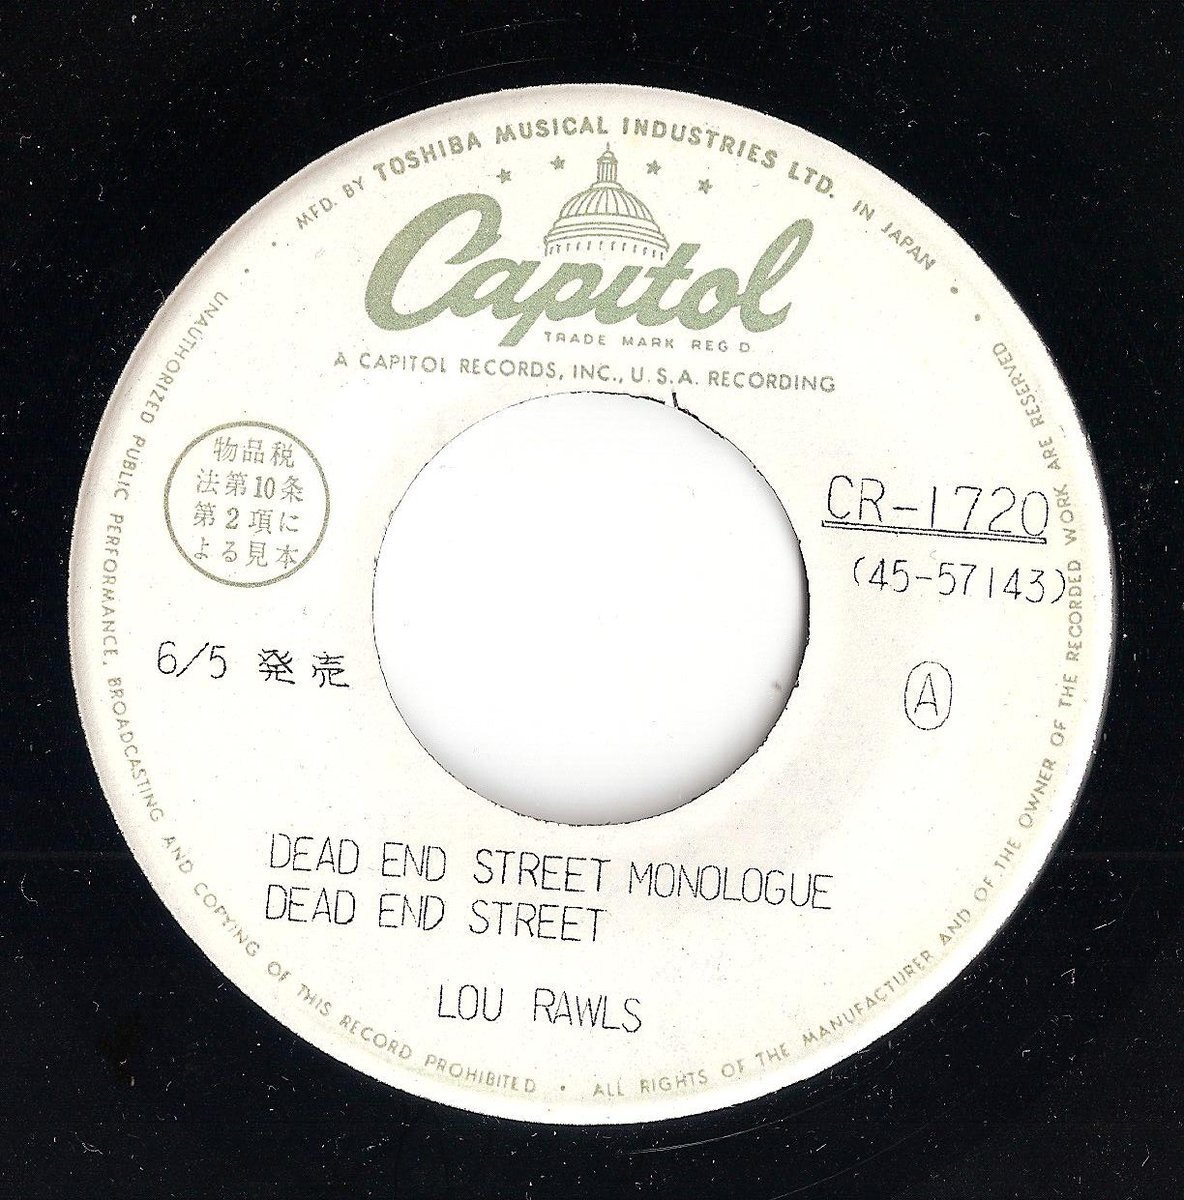 MFD. BY TOSHIBA MUSICAL INDUSTRIES LTD. IN JAPAN
Capitol
TRADE MARK REG D
A CAPITOL RECORDS, INC., U.S.A. RECORDING
物品税
法第10条
第2項に
よる見本
CR-1720
(45-57143)
6/5 発売
A
DEAD END STREET MONOLOGUE
DEAD END STREET
LOU RAWLS
UNAUTHORIZED PUBLIC PERFORMANCE, BROADCASTING AND COPYING OF THIS RECORD PROHIBITED • ALL RIGHTS OF THE MANUFACTURER AND OF THE OWNER OF THE RECORDED WORK ARE RESERVED